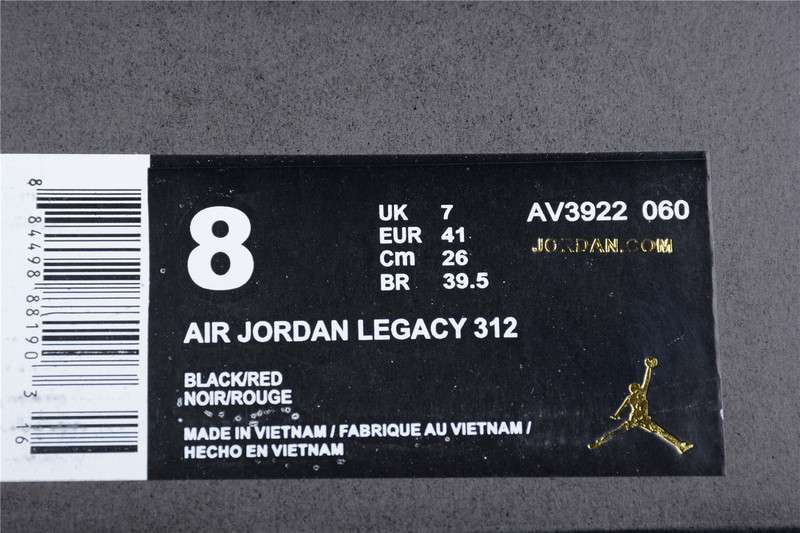 8 84498 88190 3 16
8
UK 7
EUR 41
Cm 26
BR 39.5
AV3922 060
JORDAN.COM
AIR JORDAN LEGACY 312
BLACK/RED
NOIR/ROUGE
MADE IN VIETNAM / FABRIQUE AU VIETNAM /
HECHO EN VIETNAM